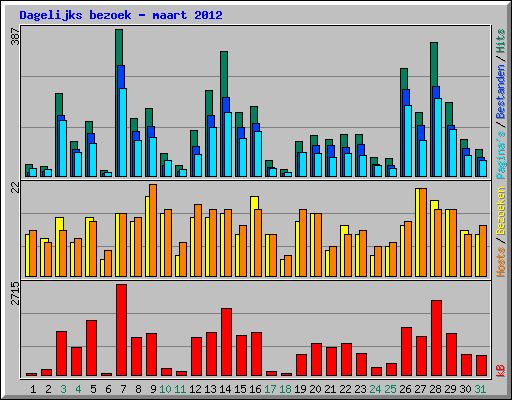 Dagelijks bezoek - maart 2012
387
22
2715
Hosts / Bezoeken Pagina's / Bestanden / Hits
kB
1 2 3 4 5 6 7 8 9 10 11 12 13 14 15 16 17 18 19 20 21 22 23 24 25 26 27 28 29 30 31